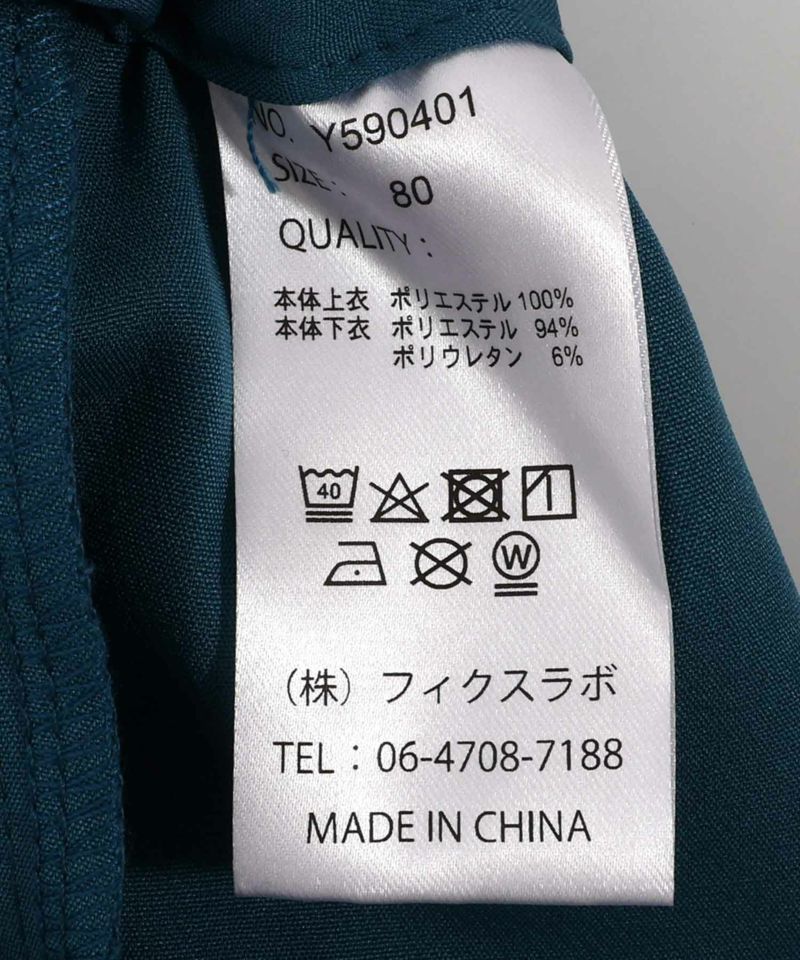 NO. Y590401
SIZE: 80
QUALITY:
本体上衣 ポリエステル 100%
本体下衣 ポリエステル 94%
ポリウレタン 6%
40
W
(株) フィクスラボ
TEL:06-4708-7188
MADE IN CHINA